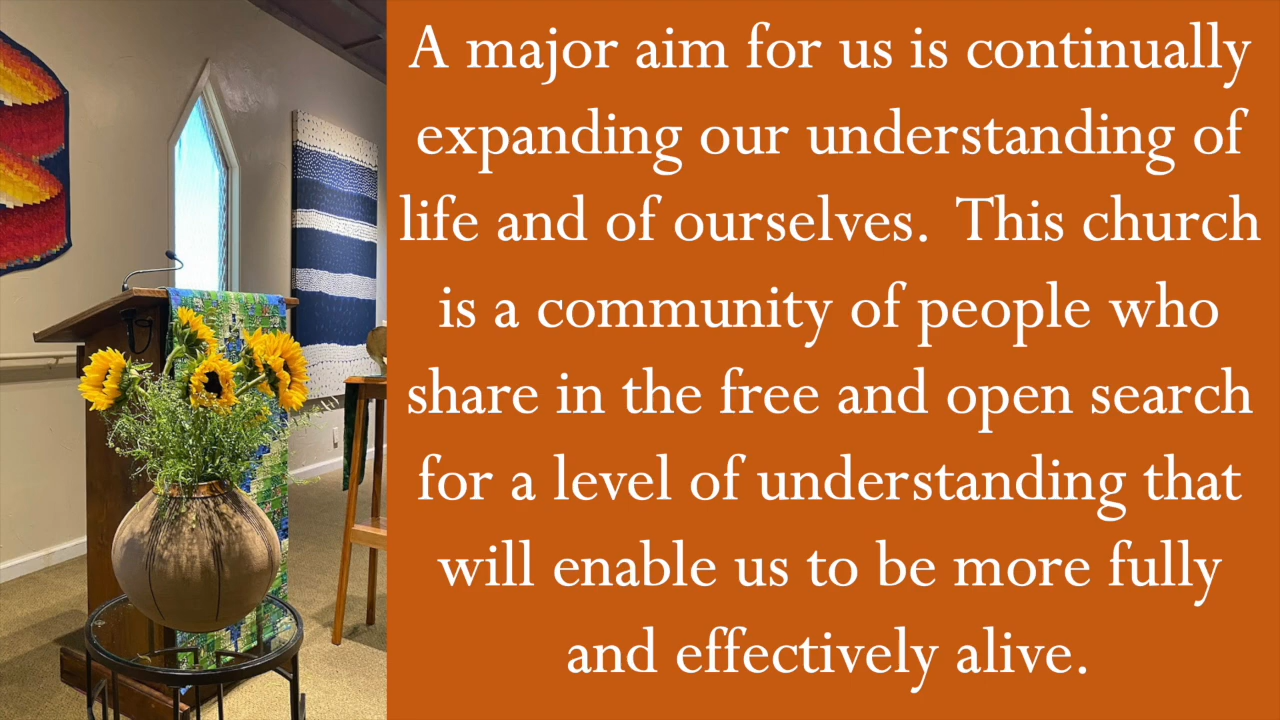 A major aim for us is continually
expanding our understanding of
life and of ourselves.  This church
is a community of people who
share in the free and open search
for a level of understanding that
will enable us to be more fully
and effectively alive.